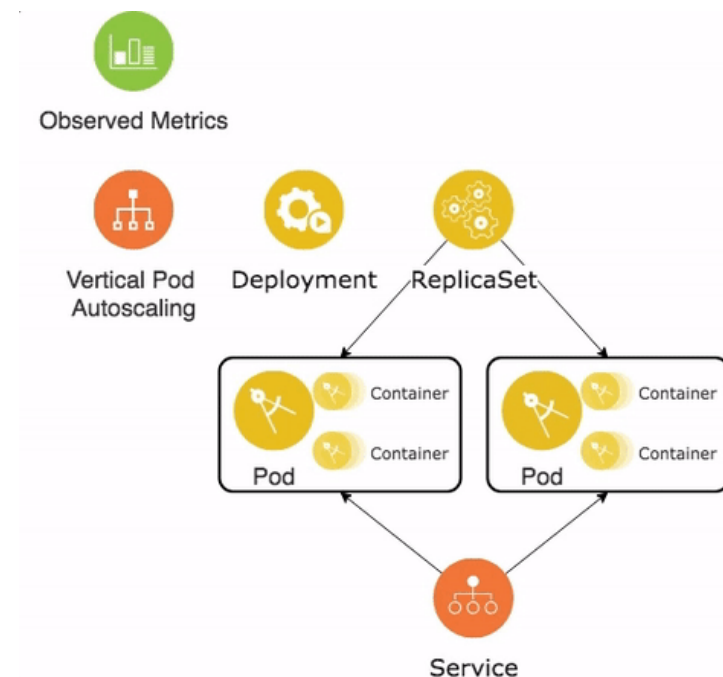 Observed Metrics
Vertical Pod
Autoscaling
Deployment
ReplicaSet
Container
Container
Pod
Container
Container
Pod
Service